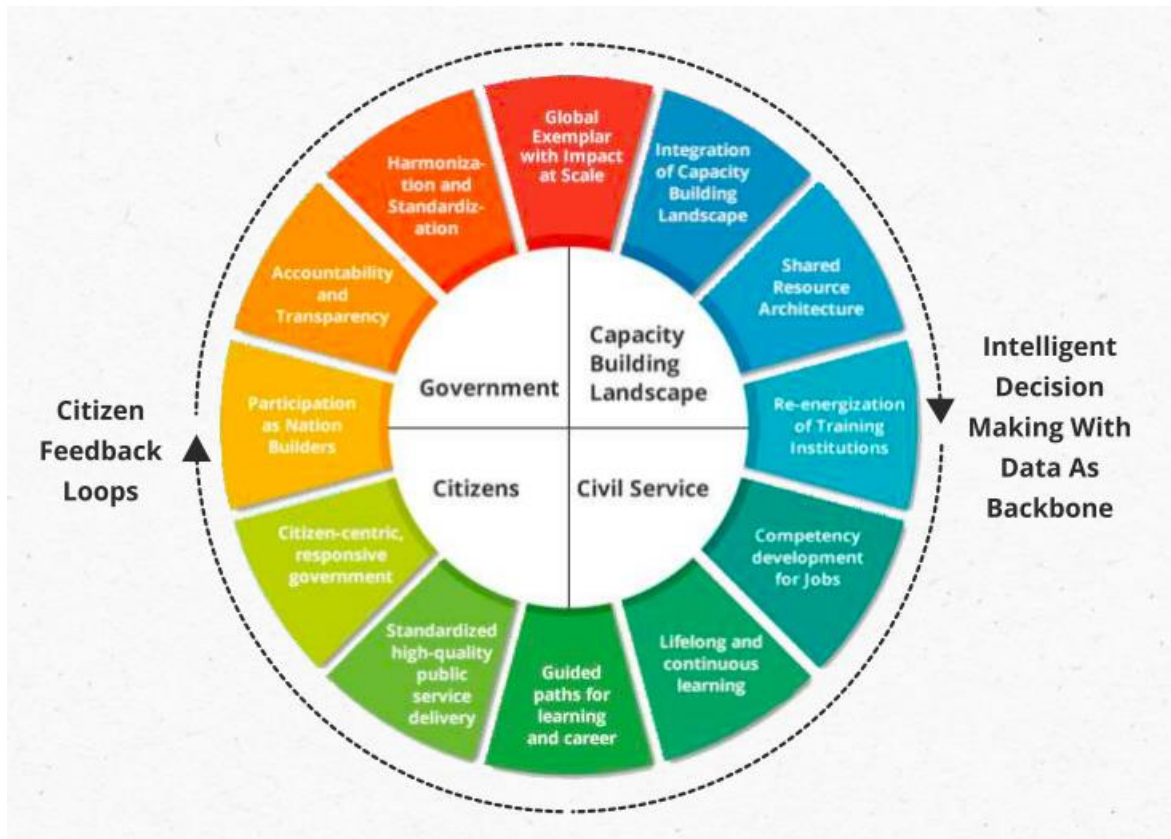 Global
Exemplar
with Impact
at Scale
Integration
of Capacity
Building
Landscape
Shared
Resource
Architecture
Re-energization
of Training
Institutions
Competency
development
for Jobs
Lifelong and
continuous
learning
Guided
paths for
learning
and career
Standardized
high-quality
public
service
delivery
Citizen-centric,
responsive
government
Participation
as Nation
Builders
Accountability
and
Transparency
Harmoniza-
tion and
Standardiz-
ation
Government
Capacity
Building
Landscape
Citizens
Civil Service
Citizen
Feedback
Loops
Intelligent
Decision
Making With
Data As
Backbone